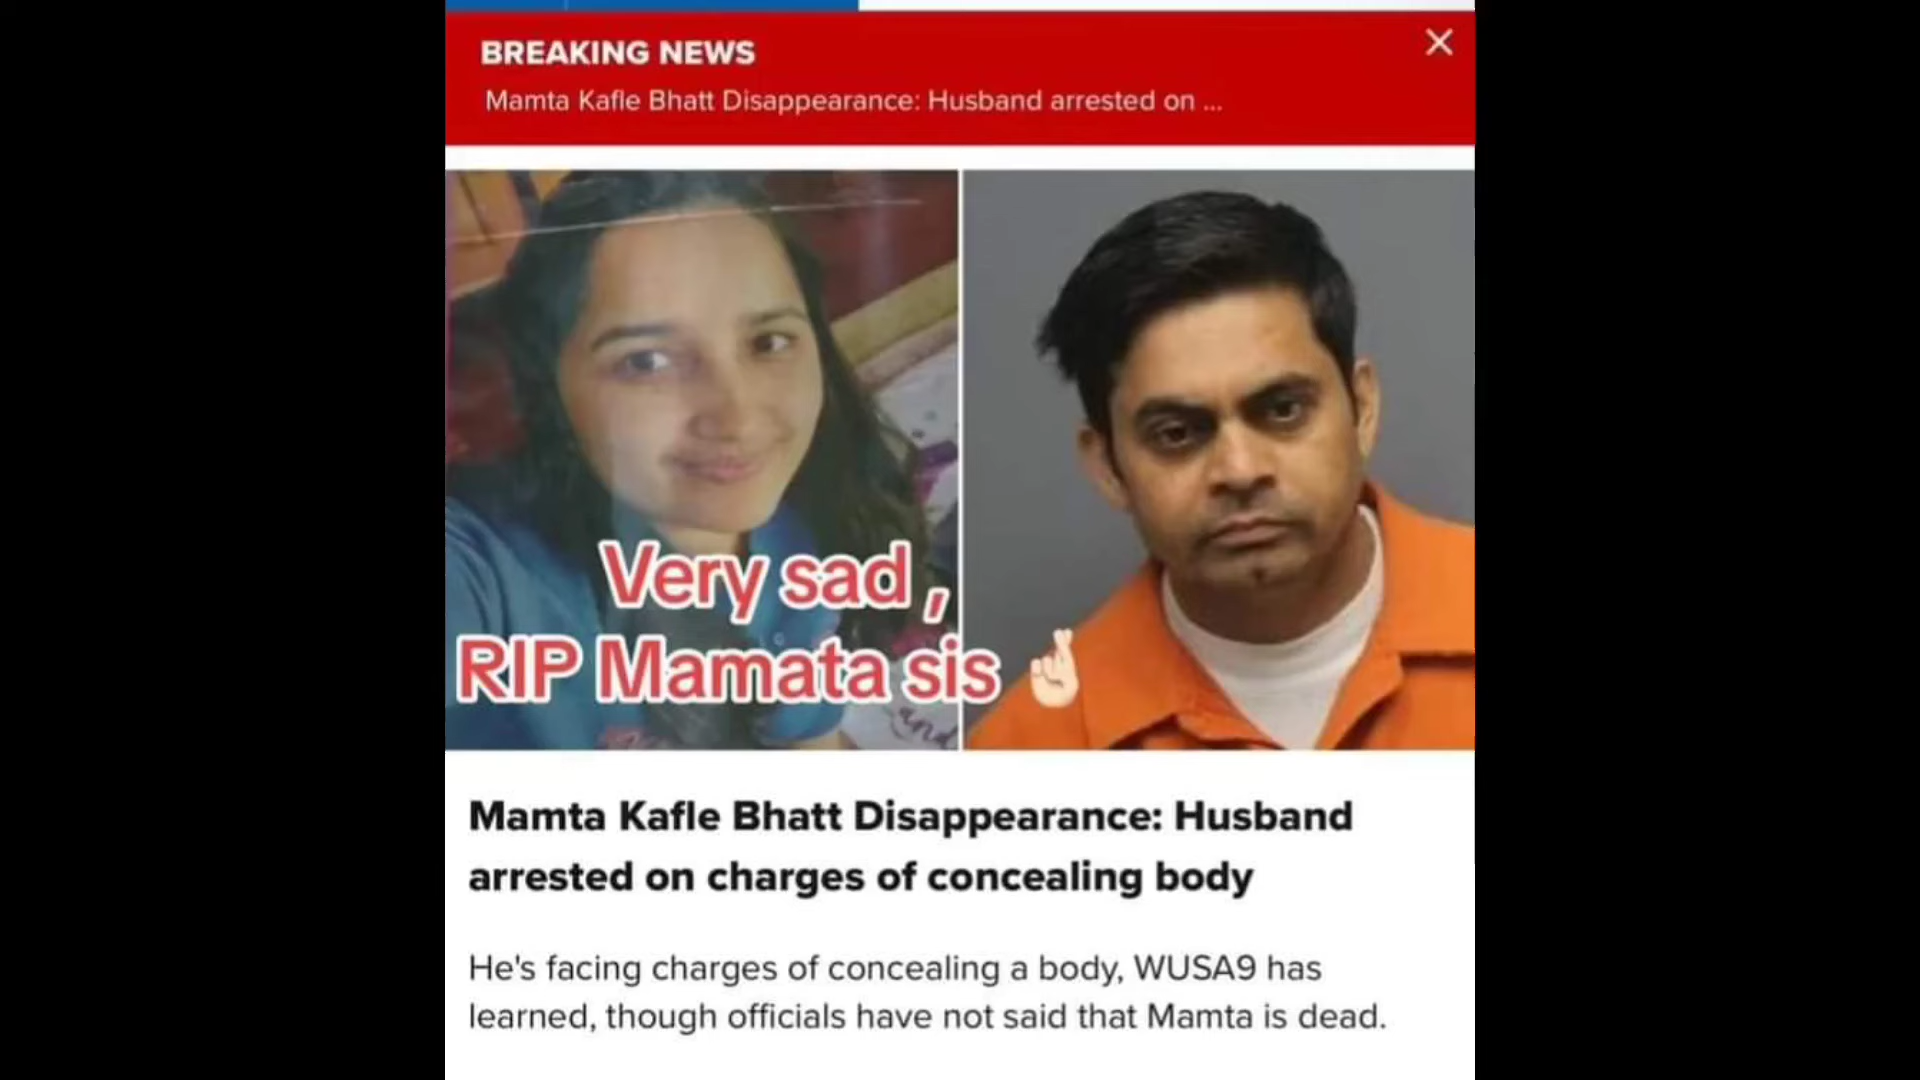 BREAKING NEWS
Mamta Kafle Bhatt Disappearance: Husband arrested on ...
Very sad ,
RIP Mamata sis 🤞🏻
and
Mamta Kafle Bhatt Disappearance: Husband
arrested on charges of concealing body
He's facing charges of concealing a body, WUSA9 has
learned, though officials have not said that Mamta is dead.